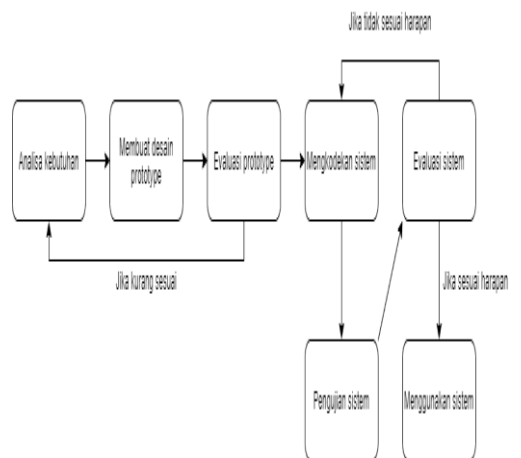 Jika tidak sesuai harapan
Analisa kebutuhan
Membuat desain
prototype
Evaluasi prototype
Mengkodekan sistem
Evaluasi sistem
Jika kurang sesuai
Jika sesuai harapan
Pengujian sistem
Menggunakan sistem